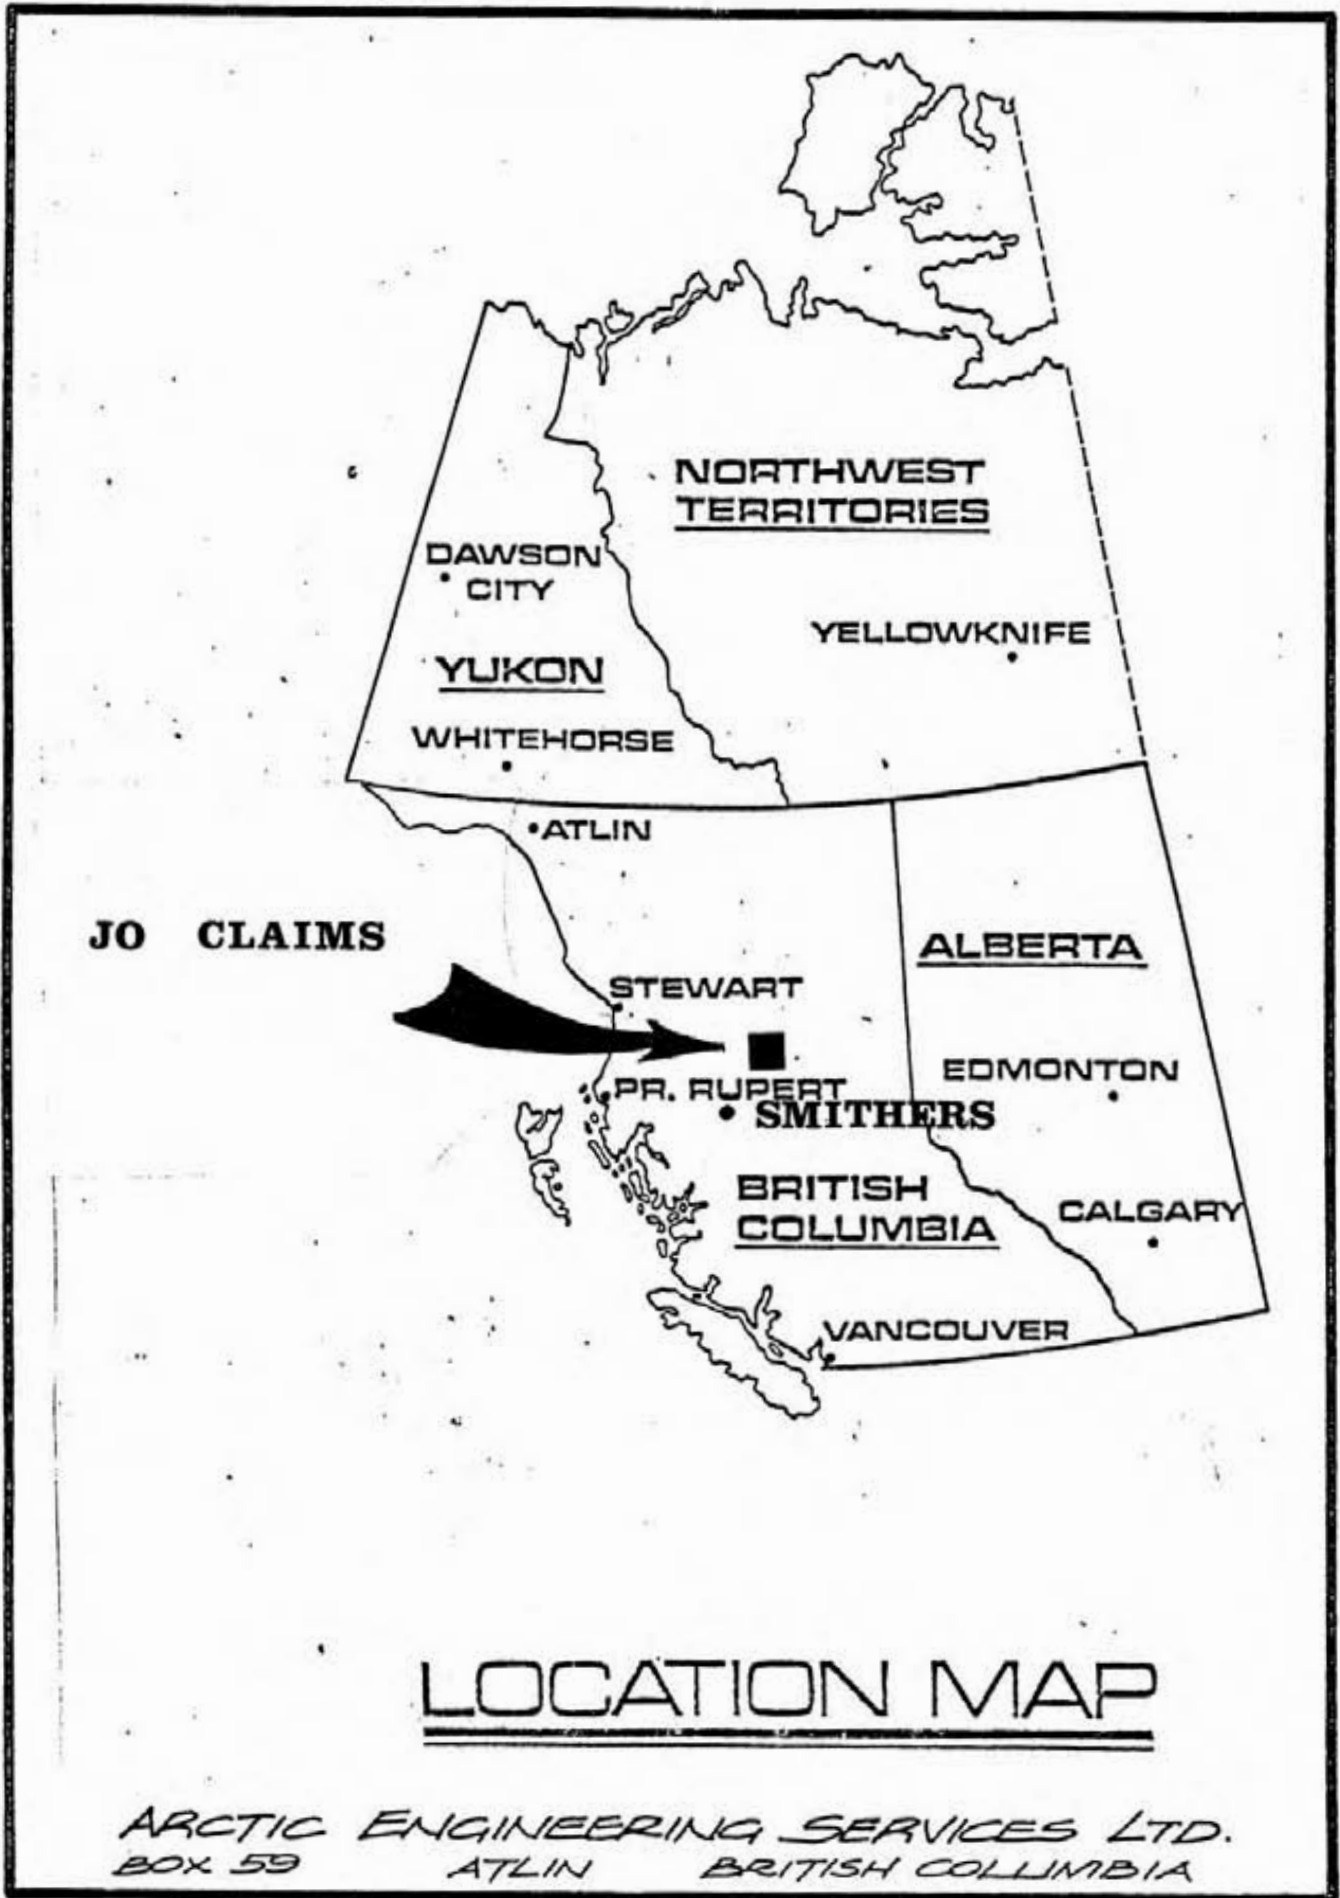 NORTHWEST
TERRITORIES
DAWSON
CITY
YELLOWKNIFE
YUKON
WHITEHORSE
ATLIN
JO CLAIMS
ALBERTA
STEWART
EDMONTON
PR. RUPERT
SMITHERS
BRITISH
COLUMBIA
CALGARY
VANCOUVER
LOCATION MAP
ARCTIC ENGINEERING SERVICES LTD.
BOX 59 ATLIN BRITISH COLUMBIA